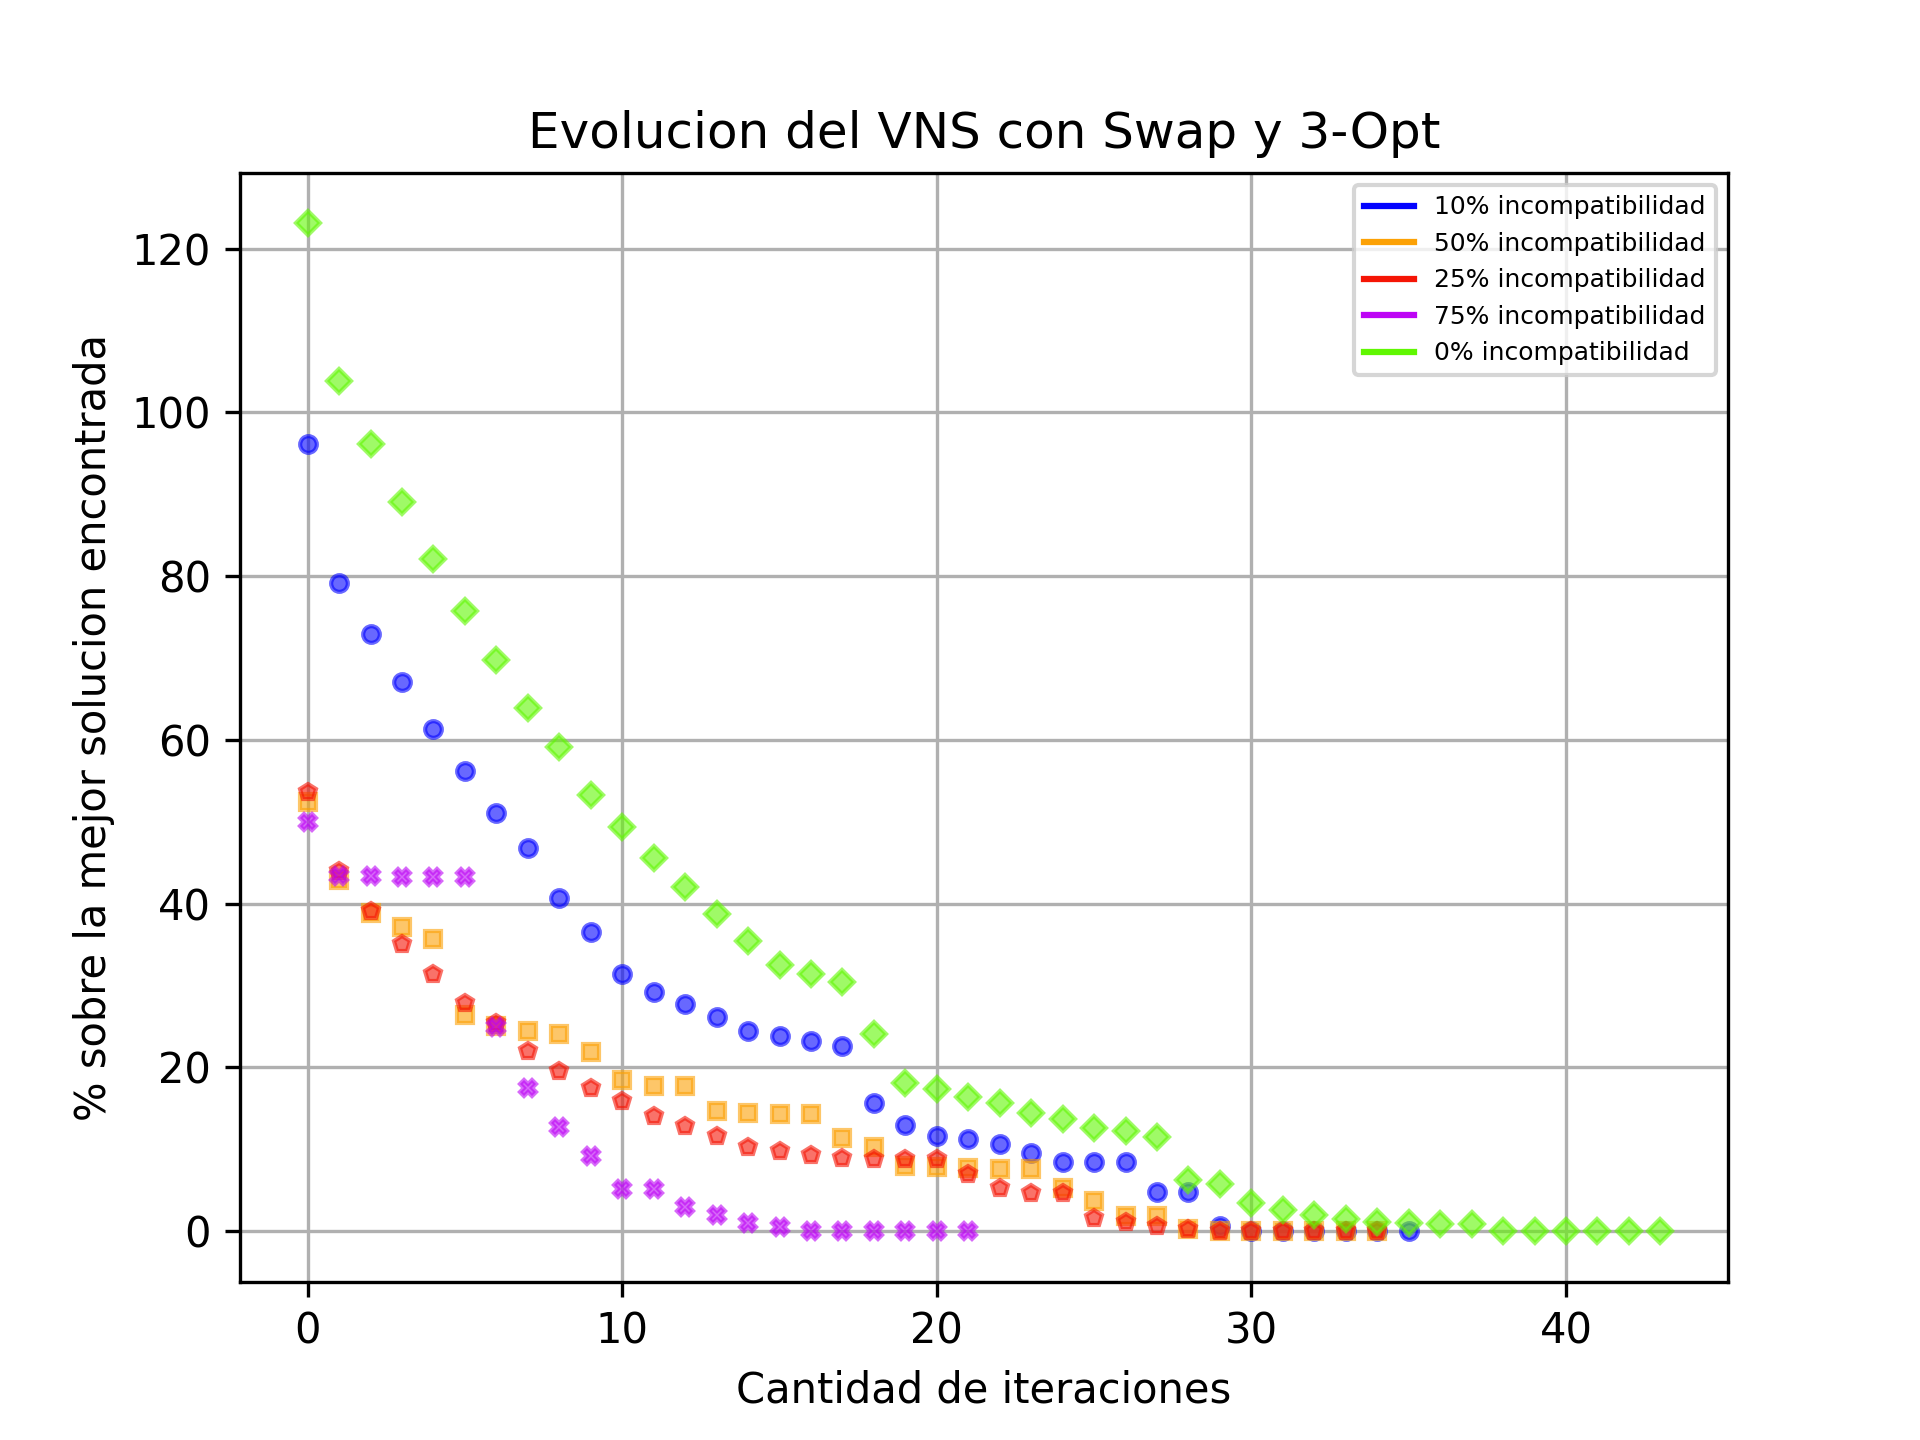 Evolucion del VNS con Swap y 3-Opt
10% incompatibilidad
50% incompatibilidad
25% incompatibilidad
75% incompatibilidad
0% incompatibilidad
% sobre la mejor solucion encontrada
120
100
80
60
40
20
0
0 10 20 30 40
Cantidad de iteraciones